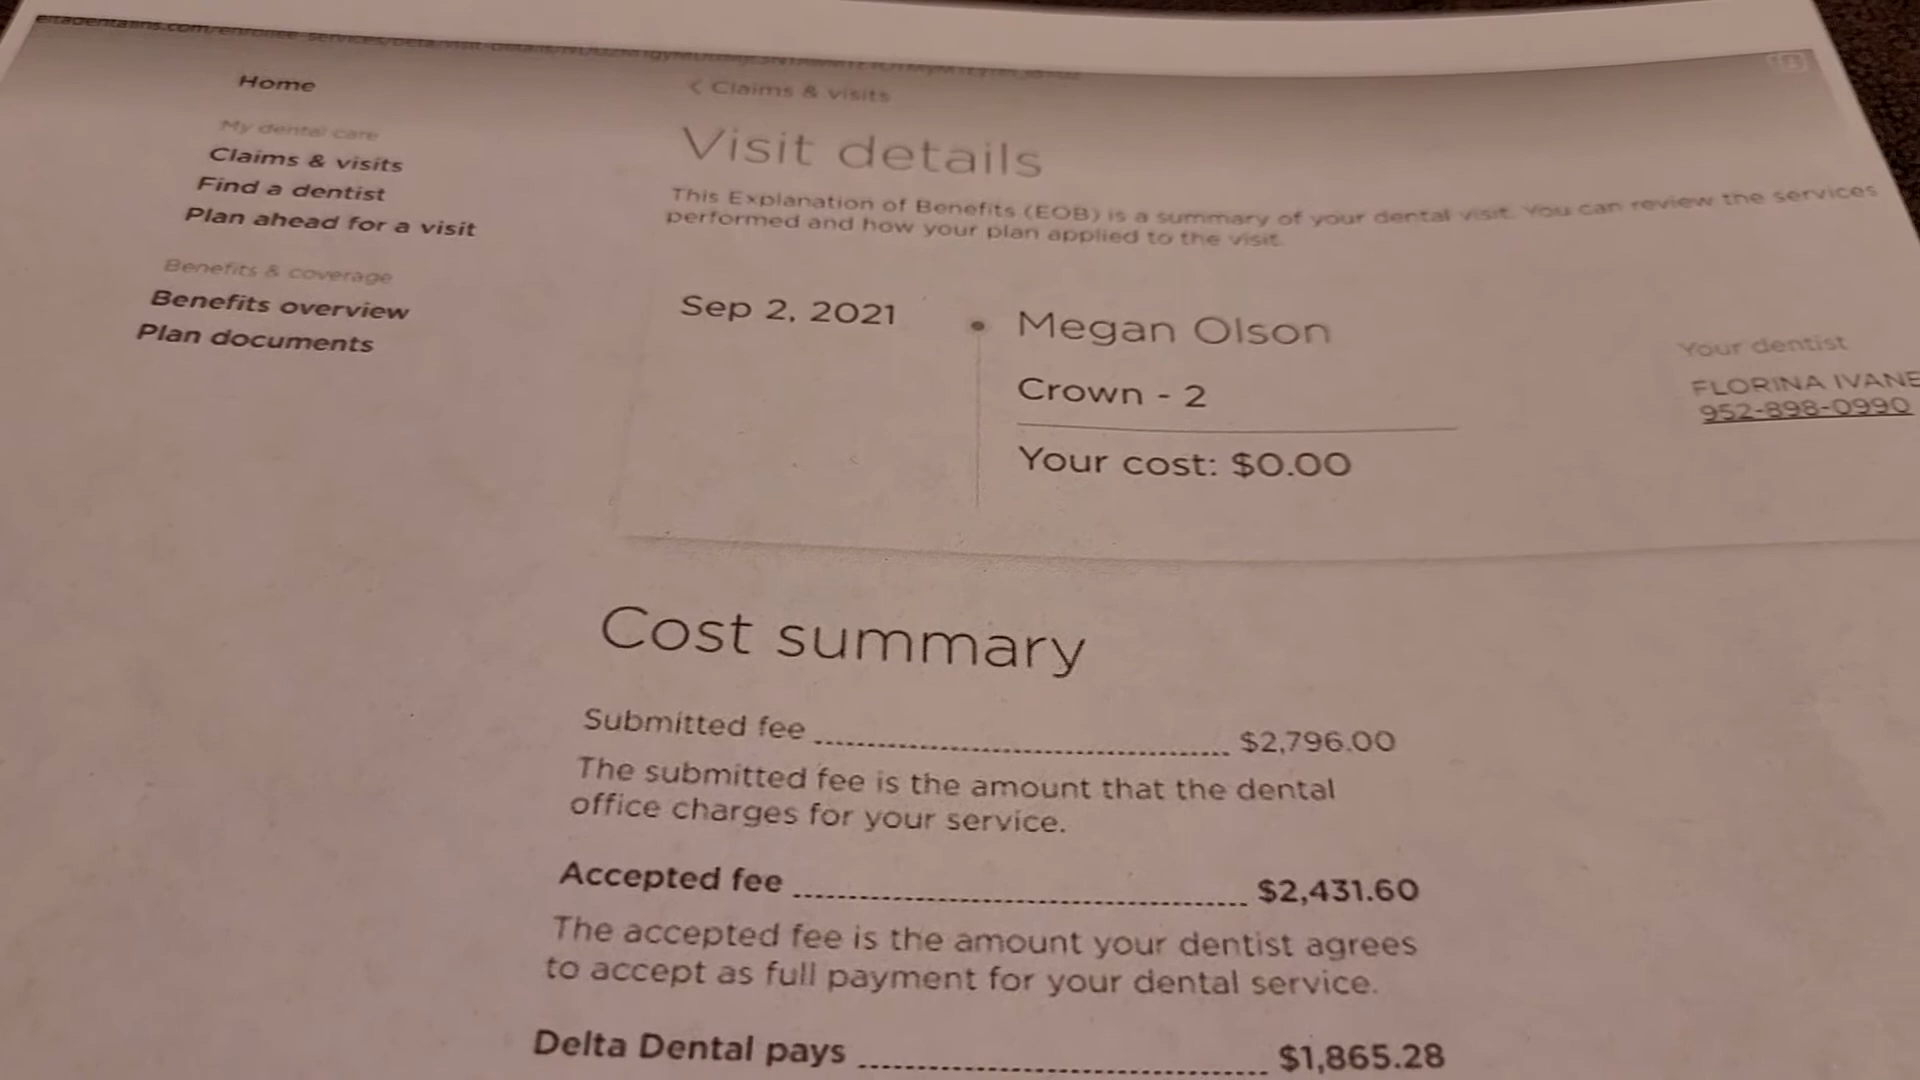 Home
My dental care
Claims & visits
Find a dentist
Plan ahead for a visit
Benefits & coverage
Benefits overview
Plan documents
< Claims & visits
Visit details
This Explanation of Benefits (EOB) is a summary of your dental visit. You can review the services
performed and how your plan applied to the visit.
Sep 2, 2021
Megan Olson
Crown - 2
Your cost: $0.00
Your dentist
FLORINA IVANE
952-898-0990
Cost summary
Submitted fee $2,796.00
The submitted fee is the amount that the dental
office charges for your service.
Accepted fee $2,431.60
The accepted fee is the amount your dentist agrees
to accept as full payment for your dental service.
Delta Dental pays $1,865.28